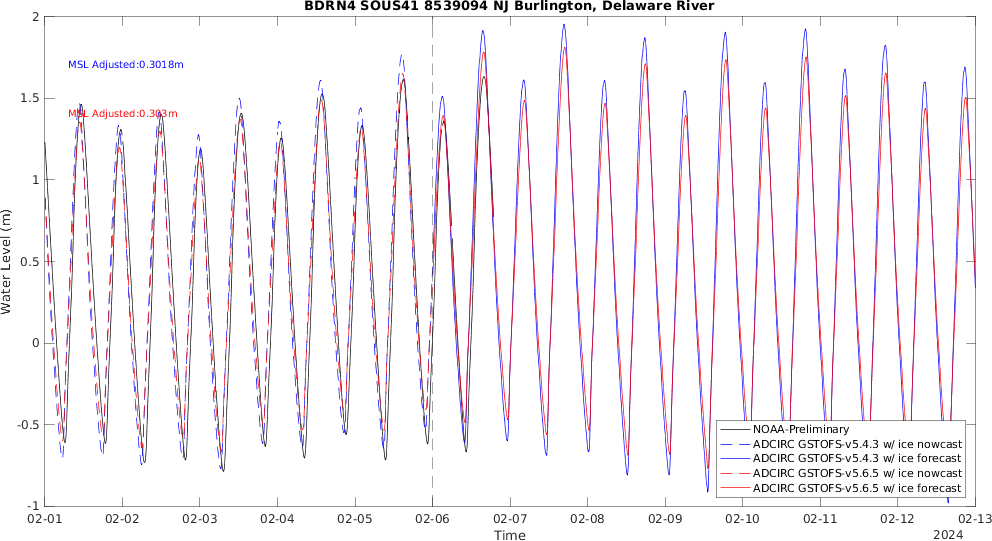 BDRN4 SOUS41 8539094 NJ Burlington, Delaware River
2
1.5
1
0.5
0
-0.5
-1
Water Level (m)
MSL Adjusted:0.3018m
MSL Adjusted:0.303m
NOAA-Preliminary
ADCIRC GSTOFS-v5.4.3 w/ ice nowcast
ADCIRC GSTOFS-v5.4.3 w/ ice forecast
ADCIRC GSTOFS-v5.6.5 w/ ice nowcast
ADCIRC GSTOFS-v5.6.5 w/ ice forecast
02-01 02-02 02-03 02-04 02-05 02-06 02-07 02-08 02-09 02-10 02-11 02-12 02-13
Time
2024